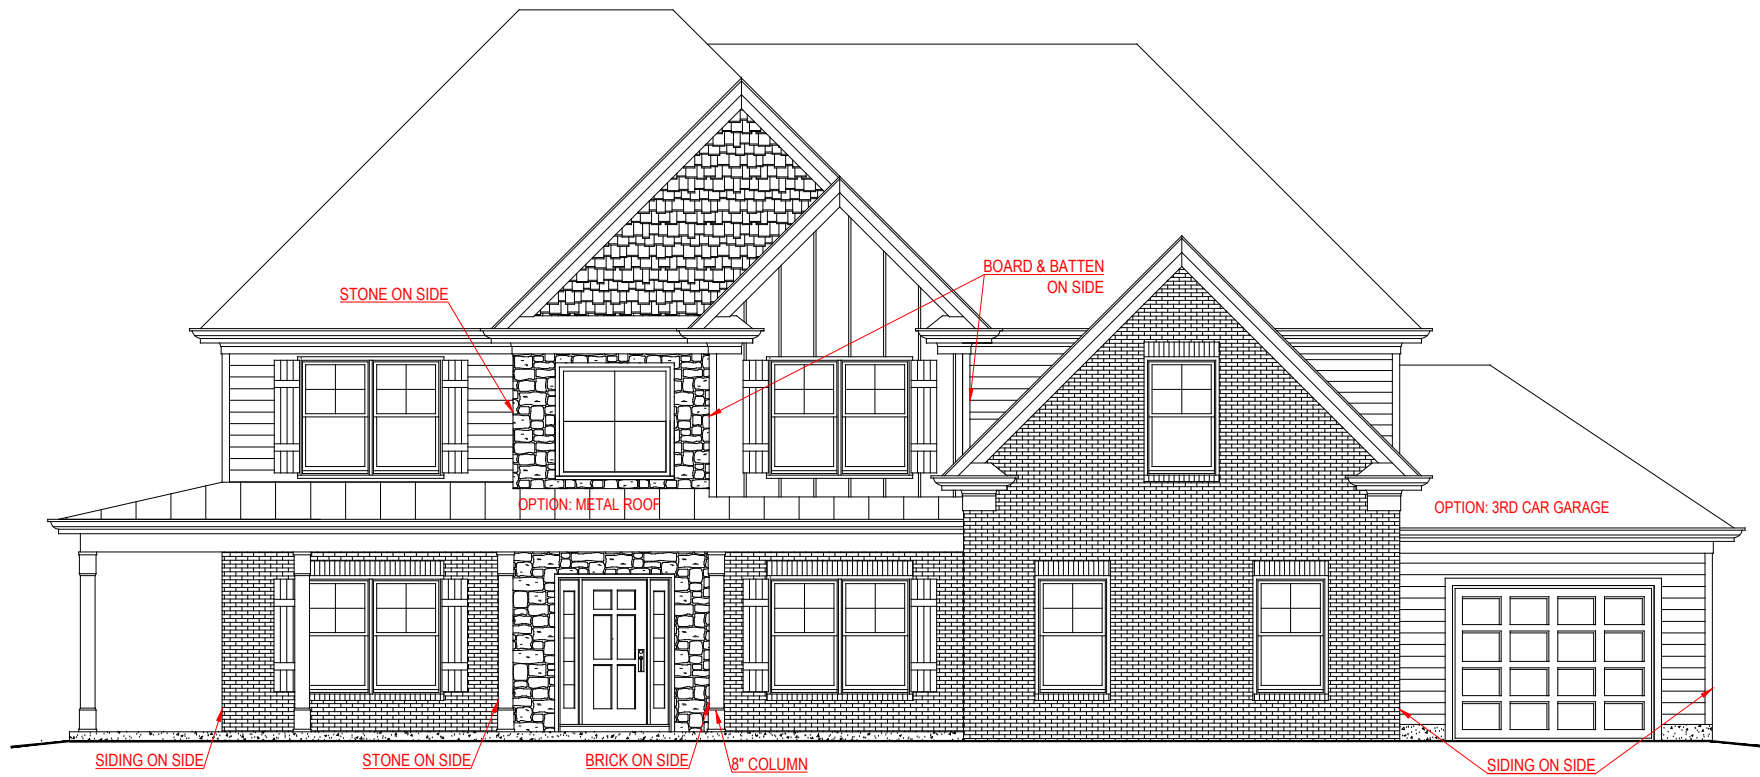 BOARD & BATTEN
ON SIDE
STONE ON SIDE
OPTION: METAL ROOF
OPTION: 3RD CAR GARAGE
SIDING ON SIDE
STONE ON SIDE
BRICK ON SIDE
8" COLUMN
SIDING ON SIDE